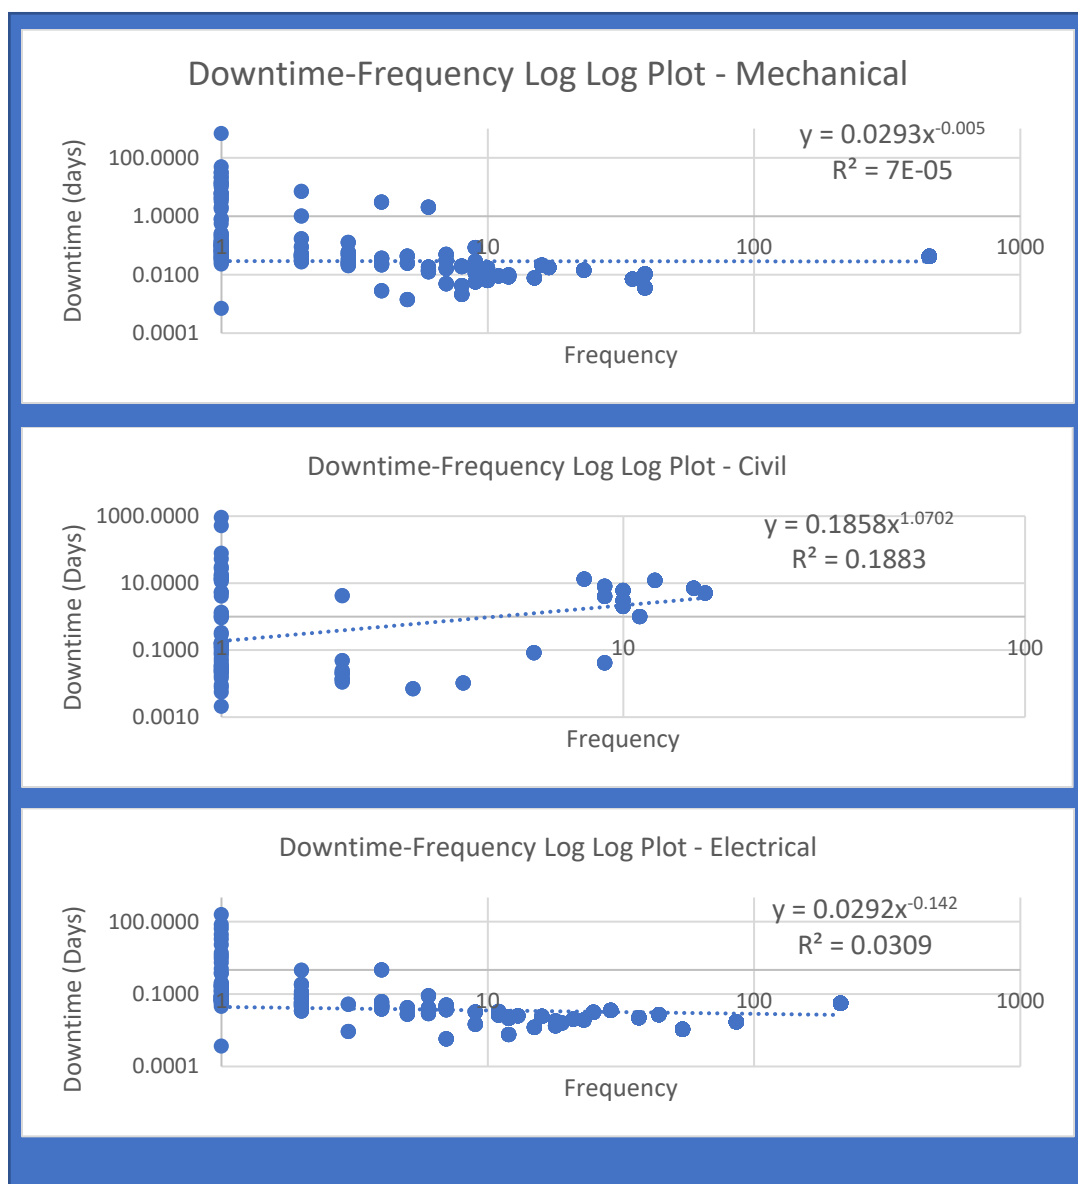 Downtime-Frequency Log Log Plot - Mechanical
y = 0.0293x^-0.005
R² = 7E-05
Downtime (days)
100.0000
1.0000
0.0100
0.0001
1 10 100 1000
Frequency
Downtime-Frequency Log Log Plot - Civil
y = 0.1858x^1.0702
R² = 0.1883
Downtime (Days)
1000.0000
10.0000
0.1000
0.0010
1 10 100
Frequency
Downtime-Frequency Log Log Plot - Electrical
y = 0.0292x^-0.142
R² = 0.0309
Downtime (Days)
100.0000
0.1000
0.0001
1 10 100 1000
Frequency